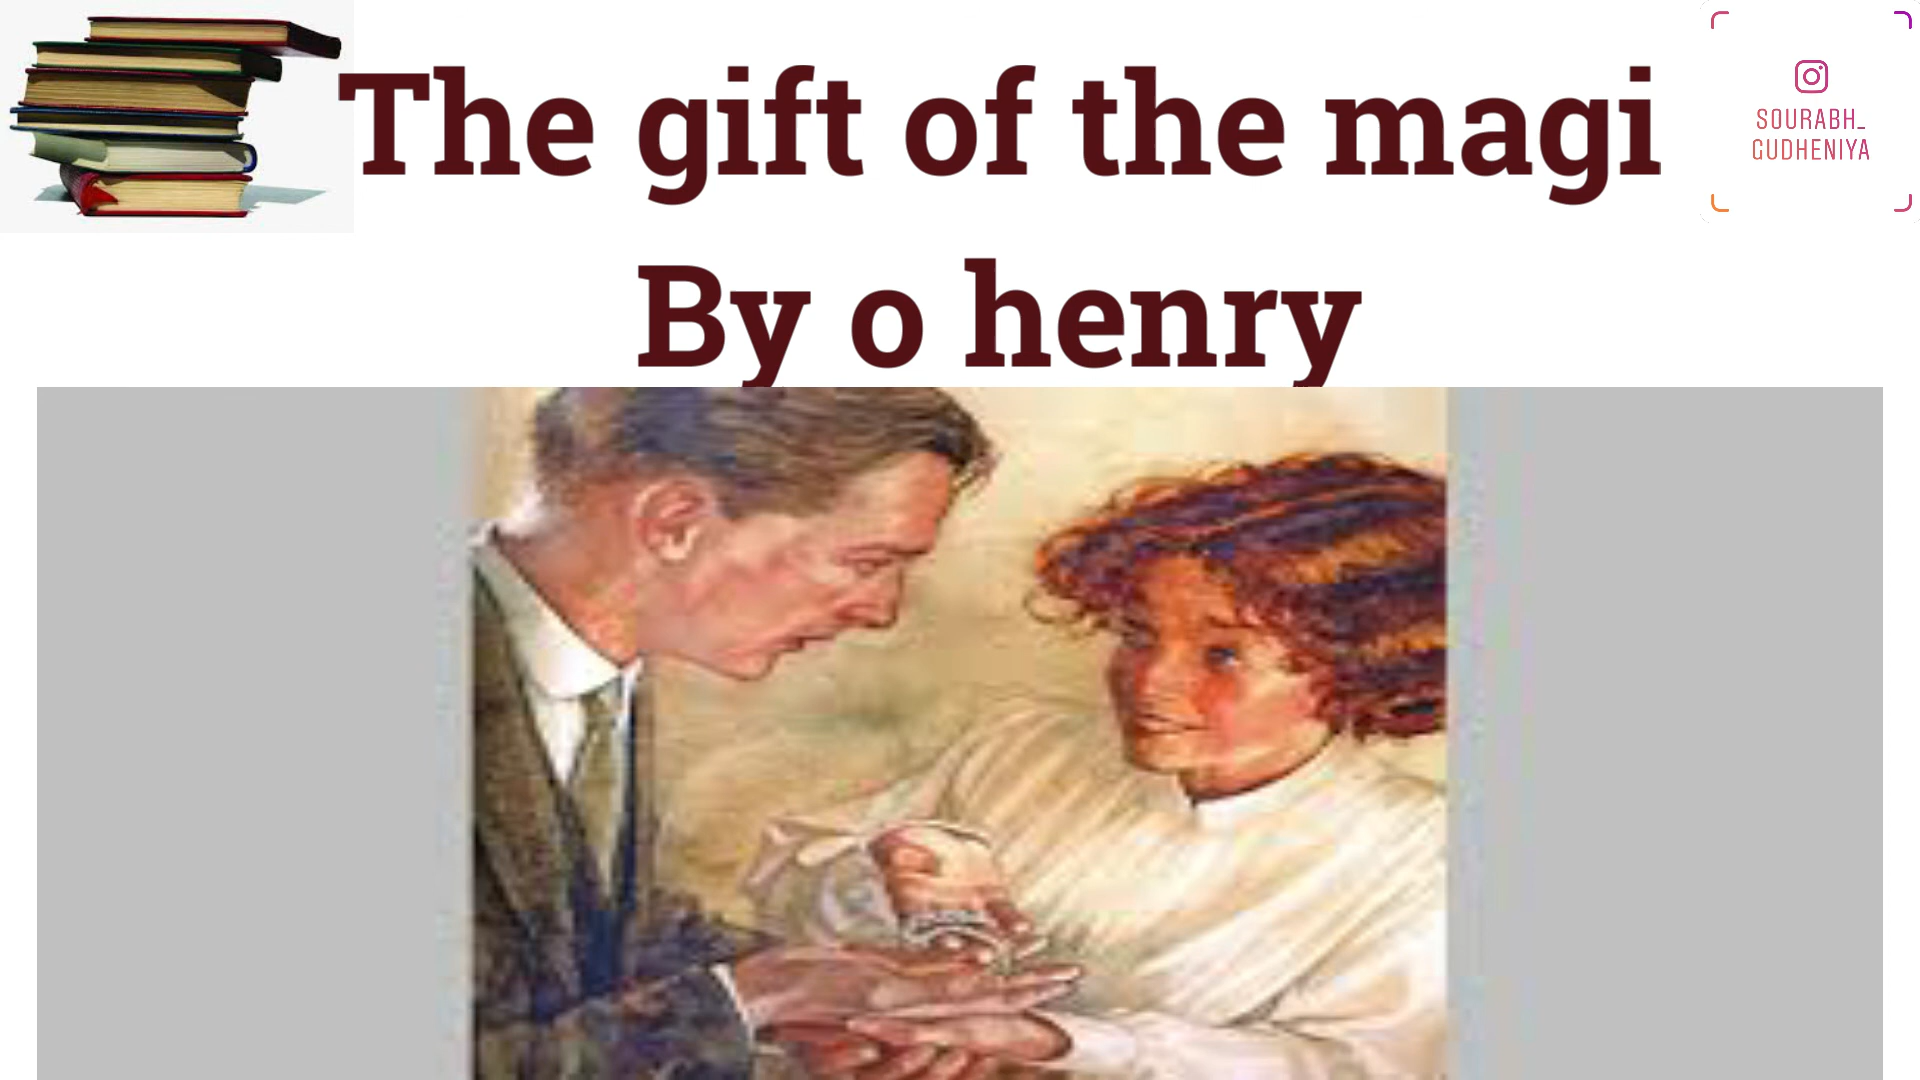 The gift of the magi
By o henry
SOURABH_
GUDHENIYA